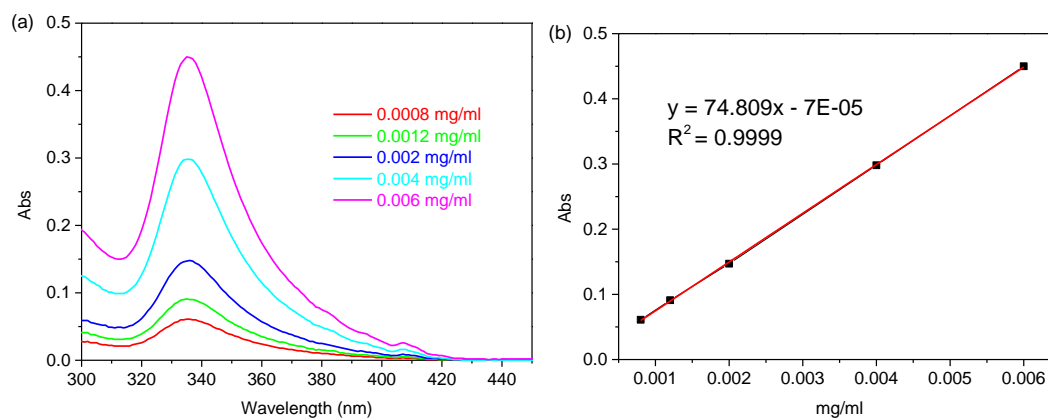 (a)
0.5
0.4
0.3
0.2
0.1
0.0
Abs
300 320 340 360 380 400 420 440
Wavelength (nm)
0.0008 mg/ml
0.0012 mg/ml
0.002 mg/ml
0.004 mg/ml
0.006 mg/ml
(b)
0.5
0.4
0.3
0.2
0.1
0.0
Abs
y = 74.809x - 7E-05
R² = 0.9999
0.001 0.002 0.003 0.004 0.005 0.006
mg/ml